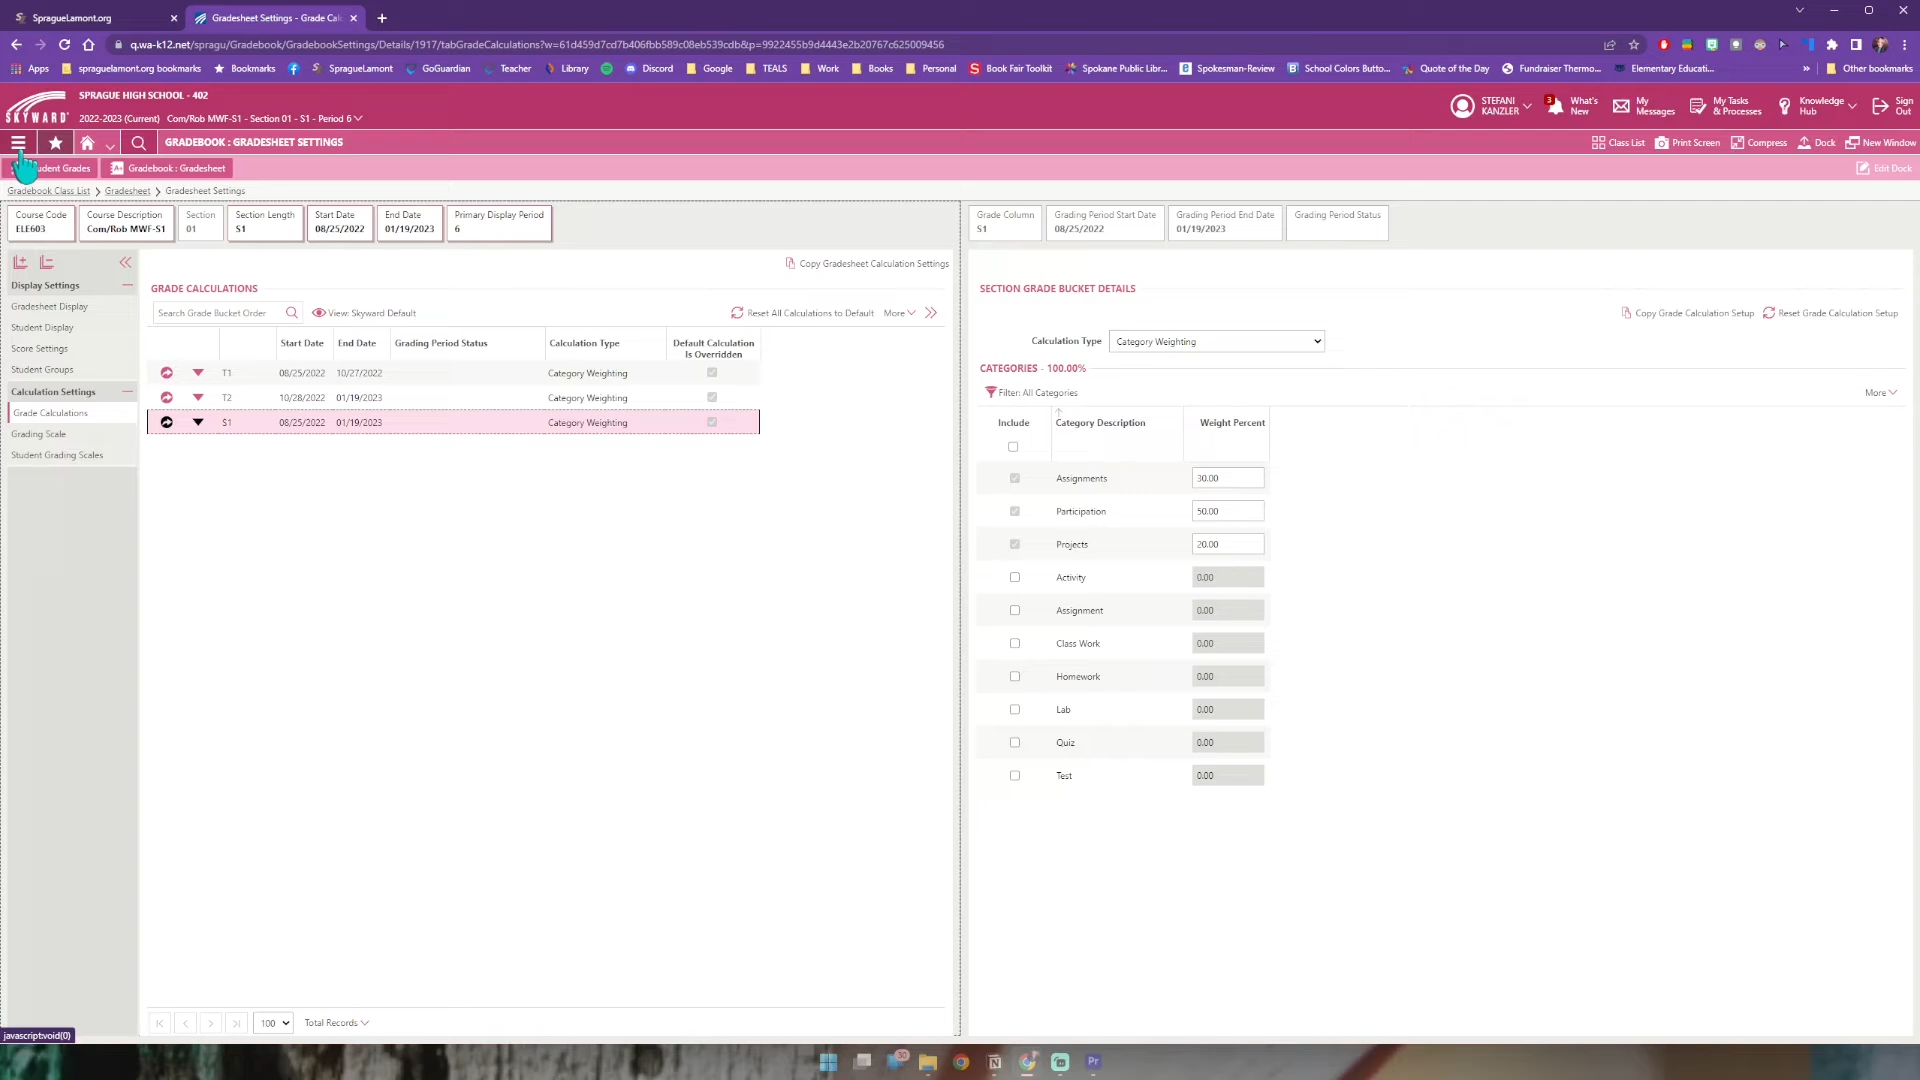 SpragueLamont.org
Gradesheet Settings - Grade Calc
q.wa-k12.net/spragu/Gradebook/GradebookSettings/Details/1917/tabGradeCalculations?w=61d459d7cd7b406fbb589c08eb539cdb&p=9922455b9d4443e2b20767c625009456
Apps spraguelamont.org bookmarks Bookmarks SpragueLamont GoGuardian Teacher Library Discord Google TEALS Work Books Personal Book Fair Toolkit Spokane Public Libr... Spokesman-Review School Colors Butto... Quote of the Day Fundraiser Thermo... Elementary Educati... » Other bookmarks
SKYWARD
SPRAGUE HIGH SCHOOL - 402
2022-2023 (Current) Com/Rob MWF-S1 - Section 01 - S1 - Period 6
STEFANI KANZLER
3 What's New
My Messages
My Tasks & Processes
Knowledge Hub
Sign Out
GRADEBOOK : GRADESHEET SETTINGS
Class List Print Screen Compress Dock New Window
udent Grades Gradebook : Gradesheet Edit Dock
Gradebook Class List > Gradesheet > Gradesheet Settings
Course Code Course Description Section Section Length Start Date End Date Primary Display Period
ELE603 Com/Rob MWF-S1 01 S1 08/25/2022 01/19/2023 6
Grade Column Grading Period Start Date Grading Period End Date Grading Period Status
S1 08/25/2022 01/19/2023
Display Settings
Gradesheet Display
Student Display
Score Settings
Student Groups
Calculation Settings
Grade Calculations
Grading Scale
Student Grading Scales
Copy Gradesheet Calculation Settings
GRADE CALCULATIONS
Search Grade Bucket Order View: Skyward Default Reset All Calculations to Default More
Start Date End Date Grading Period Status Calculation Type Default Calculation Is Overridden
T1 08/25/2022 10/27/2022 Category Weighting
T2 10/28/2022 01/19/2023 Category Weighting
S1 08/25/2022 01/19/2023 Category Weighting
100 Total Records
SECTION GRADE BUCKET DETAILS
Copy Grade Calculation Setup Reset Grade Calculation Setup
Calculation Type Category Weighting
CATEGORIES - 100.00%
Filter: All Categories More
Include Category Description Weight Percent
Assignments 30.00
Participation 50.00
Projects 20.00
Activity 0.00
Assignment 0.00
Class Work 0.00
Homework 0.00
Lab 0.00
Quiz 0.00
Test 0.00
javascript:void(0)
30
Pr